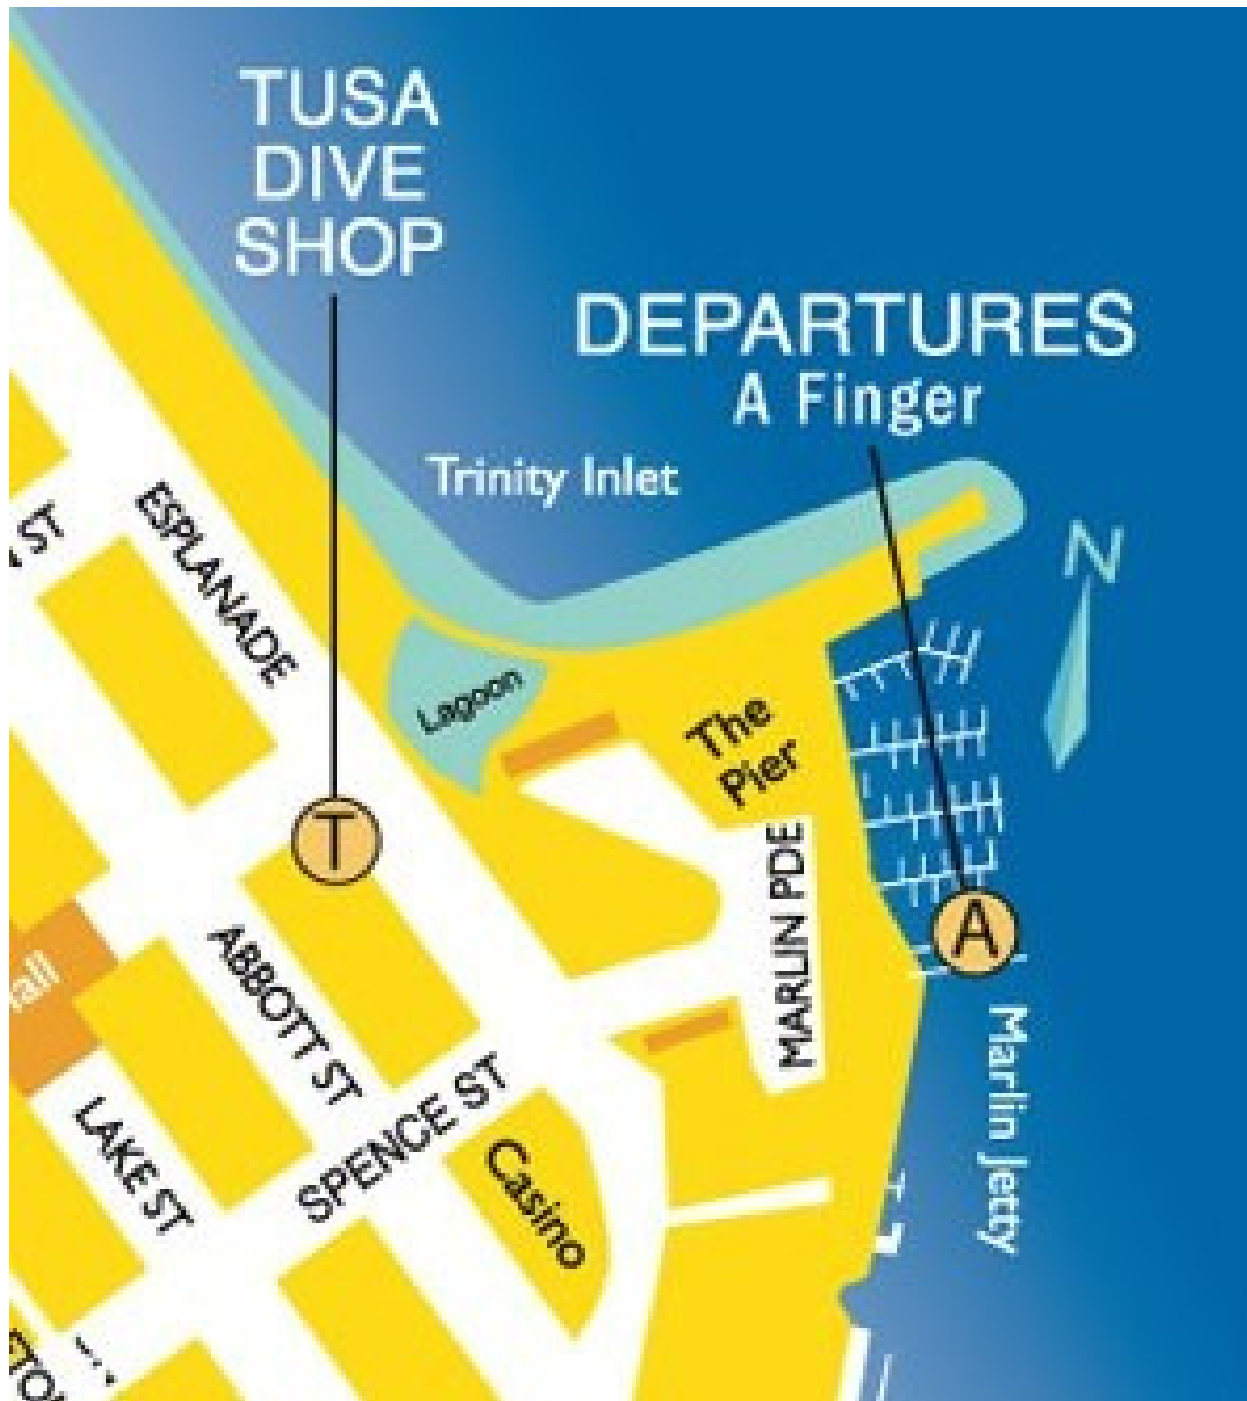 TUSA
DIVE
SHOP
DEPARTURES
A Finger
Trinity Inlet
N
ST
ESPLANADE
Lagoon
The
Pier
T
MARLIN PDE
A
ABBOTT ST
Marlin Jetty
LAKE ST
SPENCE ST
Casino